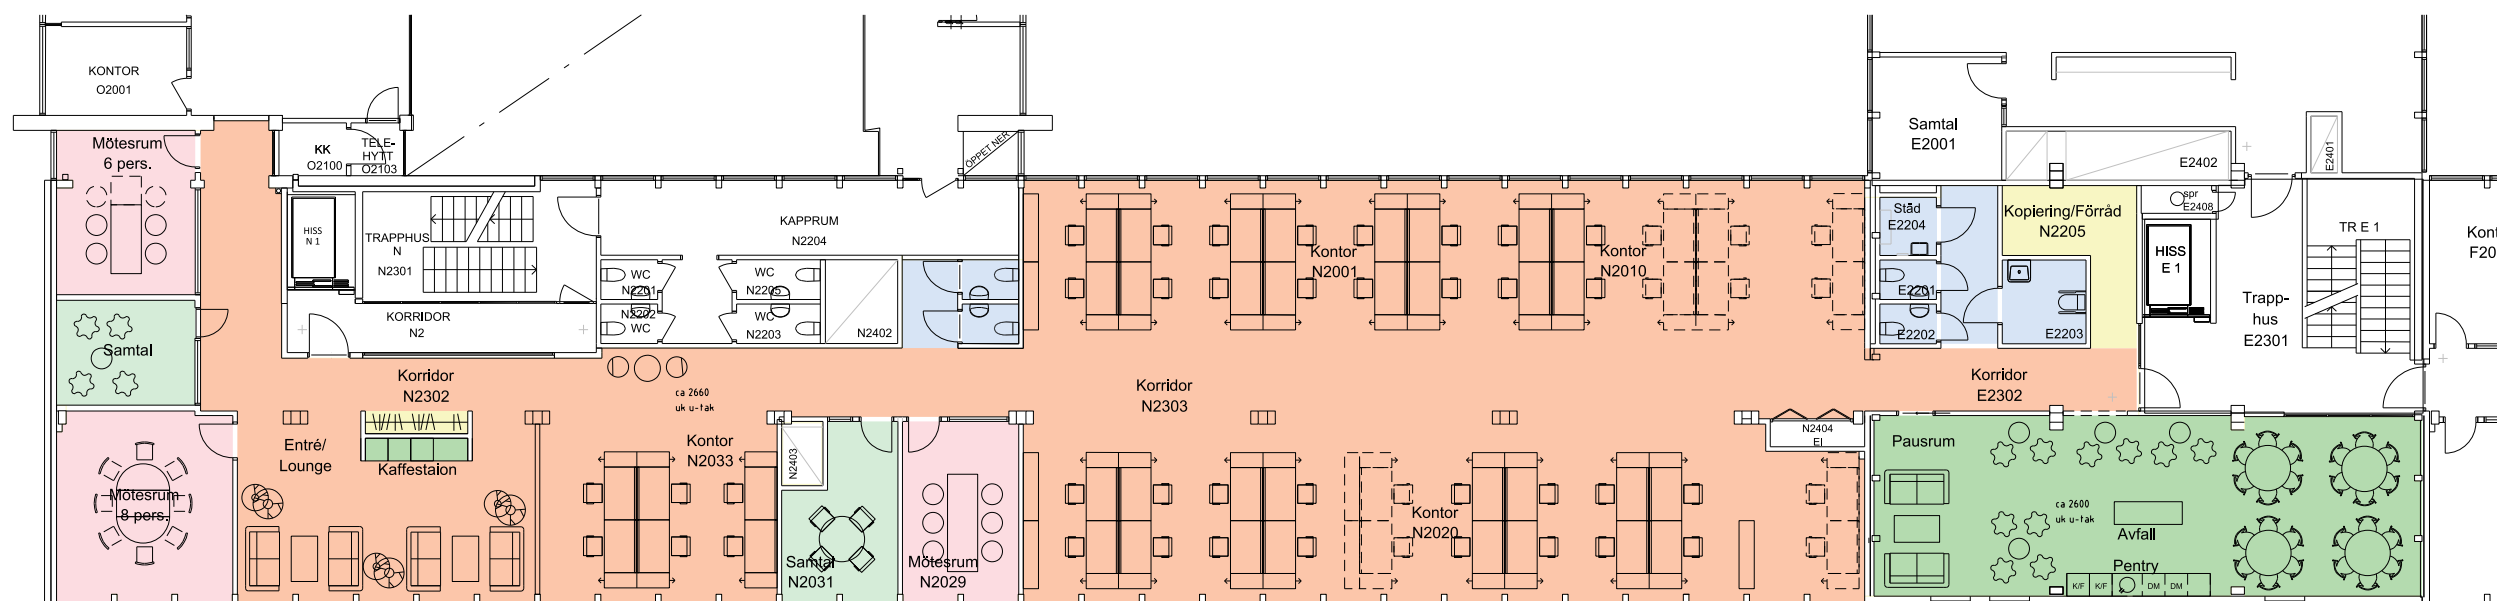 KONTOR
O2001
Mötesrum
6 pers.
KK
O2100
TELE-
HYTT
O2103
ÖPPET NER
Samtal
E2001
E2402
E2401
HISS
N 1
TRAPPHUS
N
N2301
KAPPRUM
N2204
WC
N2201
WC
N2205
N2202
WC
WC
N2203
N2402
KORRIDOR
N2
Samtal
Kontor
N2001
Kontor
N2010
Städ
E2204
E2201
E2202
E2203
Kopiering/Förråd
N2205
spr
E2408
HISS
E 1
TR E 1
Trapp-
hus
E2301
Kont
F20
Korridor
N2302
ca 2660
uk u-tak
Korridor
N2303
Korridor
E2302
Entré/
Lounge
Kaffestaion
Kontor
N2033
N2403
N2404
El
Mötesrum
8 pers.
Samtal
N2031
Mötesrum
N2029
Kontor
N2020
Pausrum
ca 2600
uk u-tak
Avfall
Pentry
K/F
K/F
DM
DM